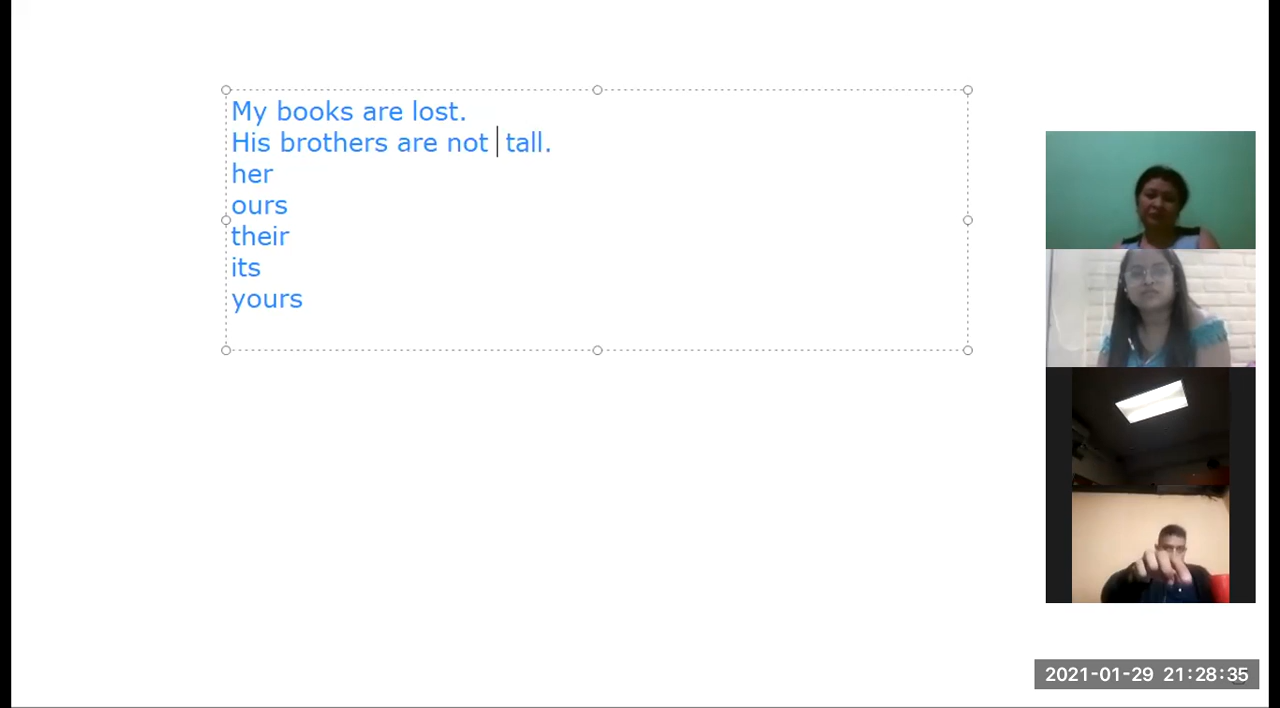 My books are lost.
His brothers are not tall.
her
ours
their
its
yours
2021-01-29 21:28:35